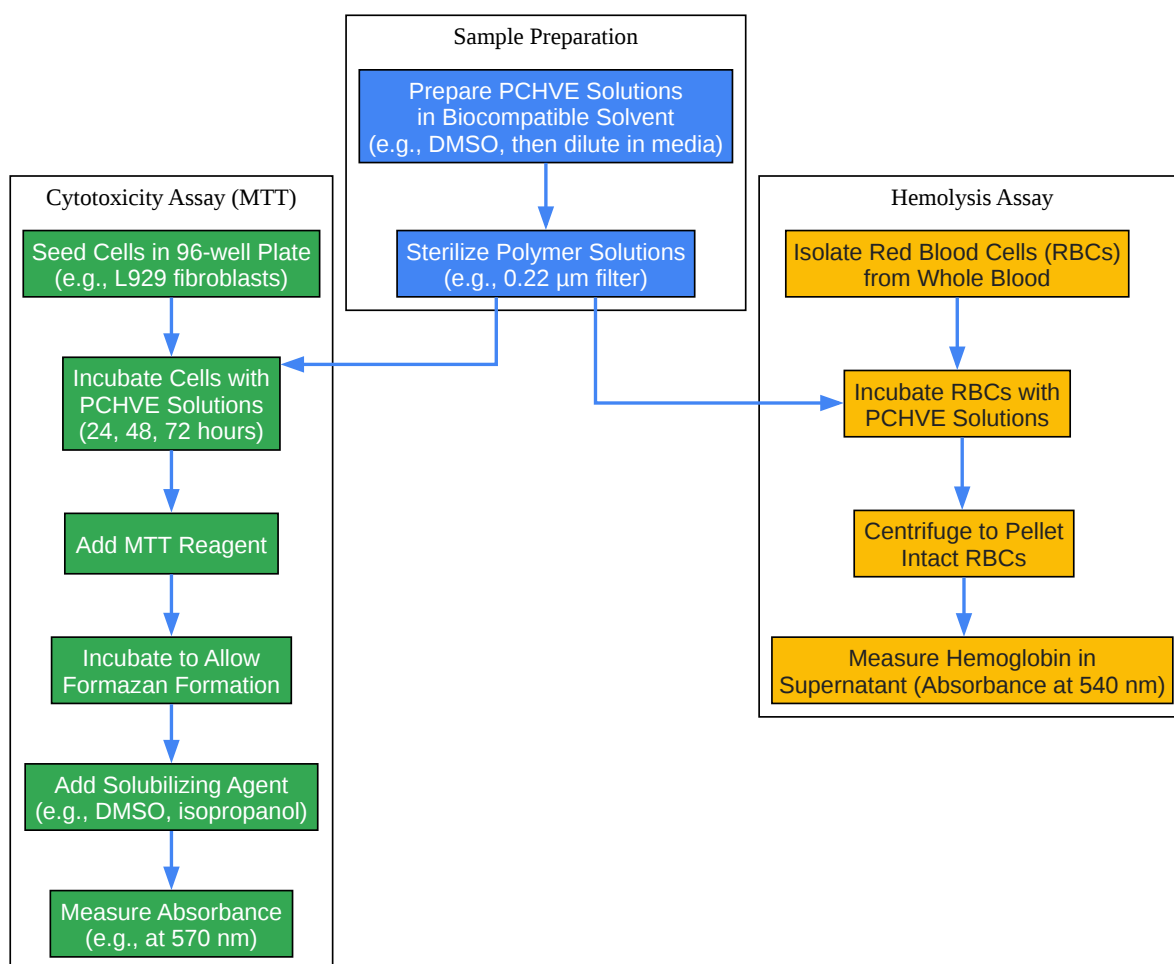 Sample Preparation
Prepare PCHVE Solutions
in Biocompatible Solvent
(e.g., DMSO, then dilute in media)
Sterilize Polymer Solutions
(e.g., 0.22 µm filter)
Cytotoxicity Assay (MTT)
Seed Cells in 96-well Plate
(e.g., L929 fibroblasts)
Incubate Cells with
PCHVE Solutions
(24, 48, 72 hours)
Add MTT Reagent
Incubate to Allow
Formazan Formation
Add Solubilizing Agent
(e.g., DMSO, isopropanol)
Measure Absorbance
(e.g., at 570 nm)
Hemolysis Assay
Isolate Red Blood Cells (RBCs)
from Whole Blood
Incubate RBCs with
PCHVE Solutions
Centrifuge to Pellet
Intact RBCs
Measure Hemoglobin in
Supernatant (Absorbance at 540 nm)